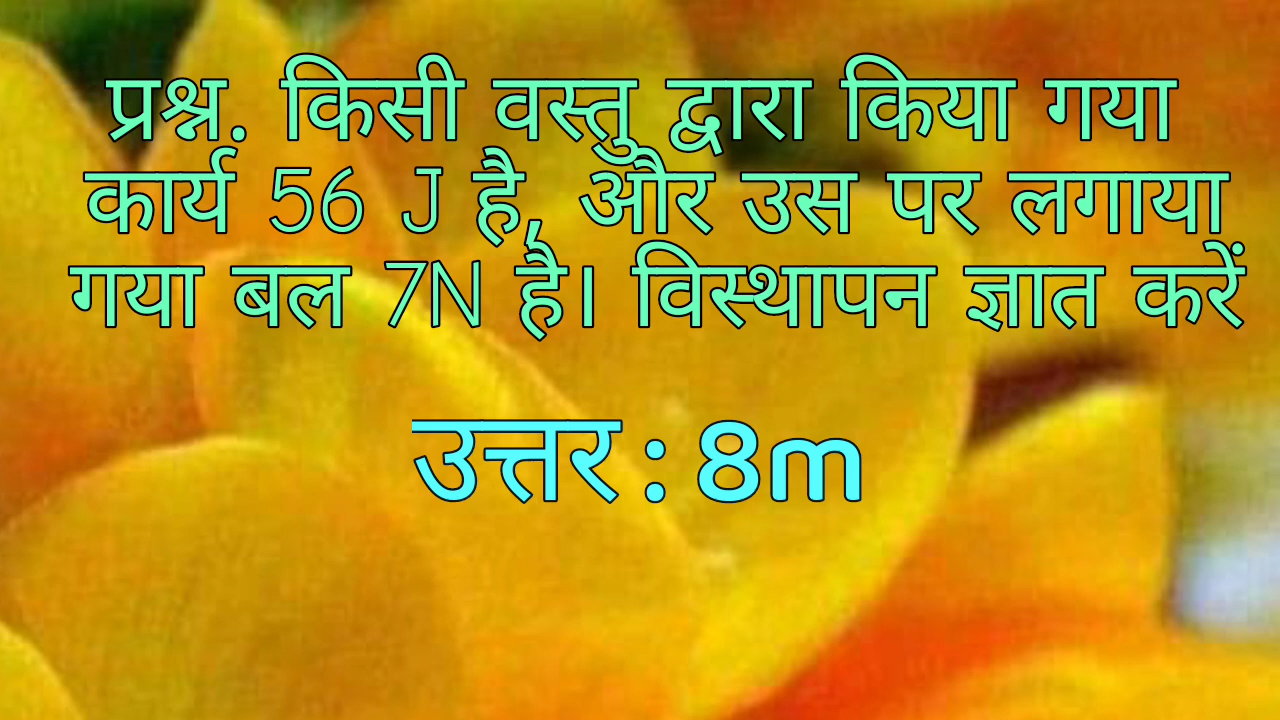 प्रश्न. किसी वस्तु द्वारा किया गया
कार्य 56 J है, और उस पर लगाया
गया बल 7N है। विस्थापन ज्ञात करें
उत्तर : 8m